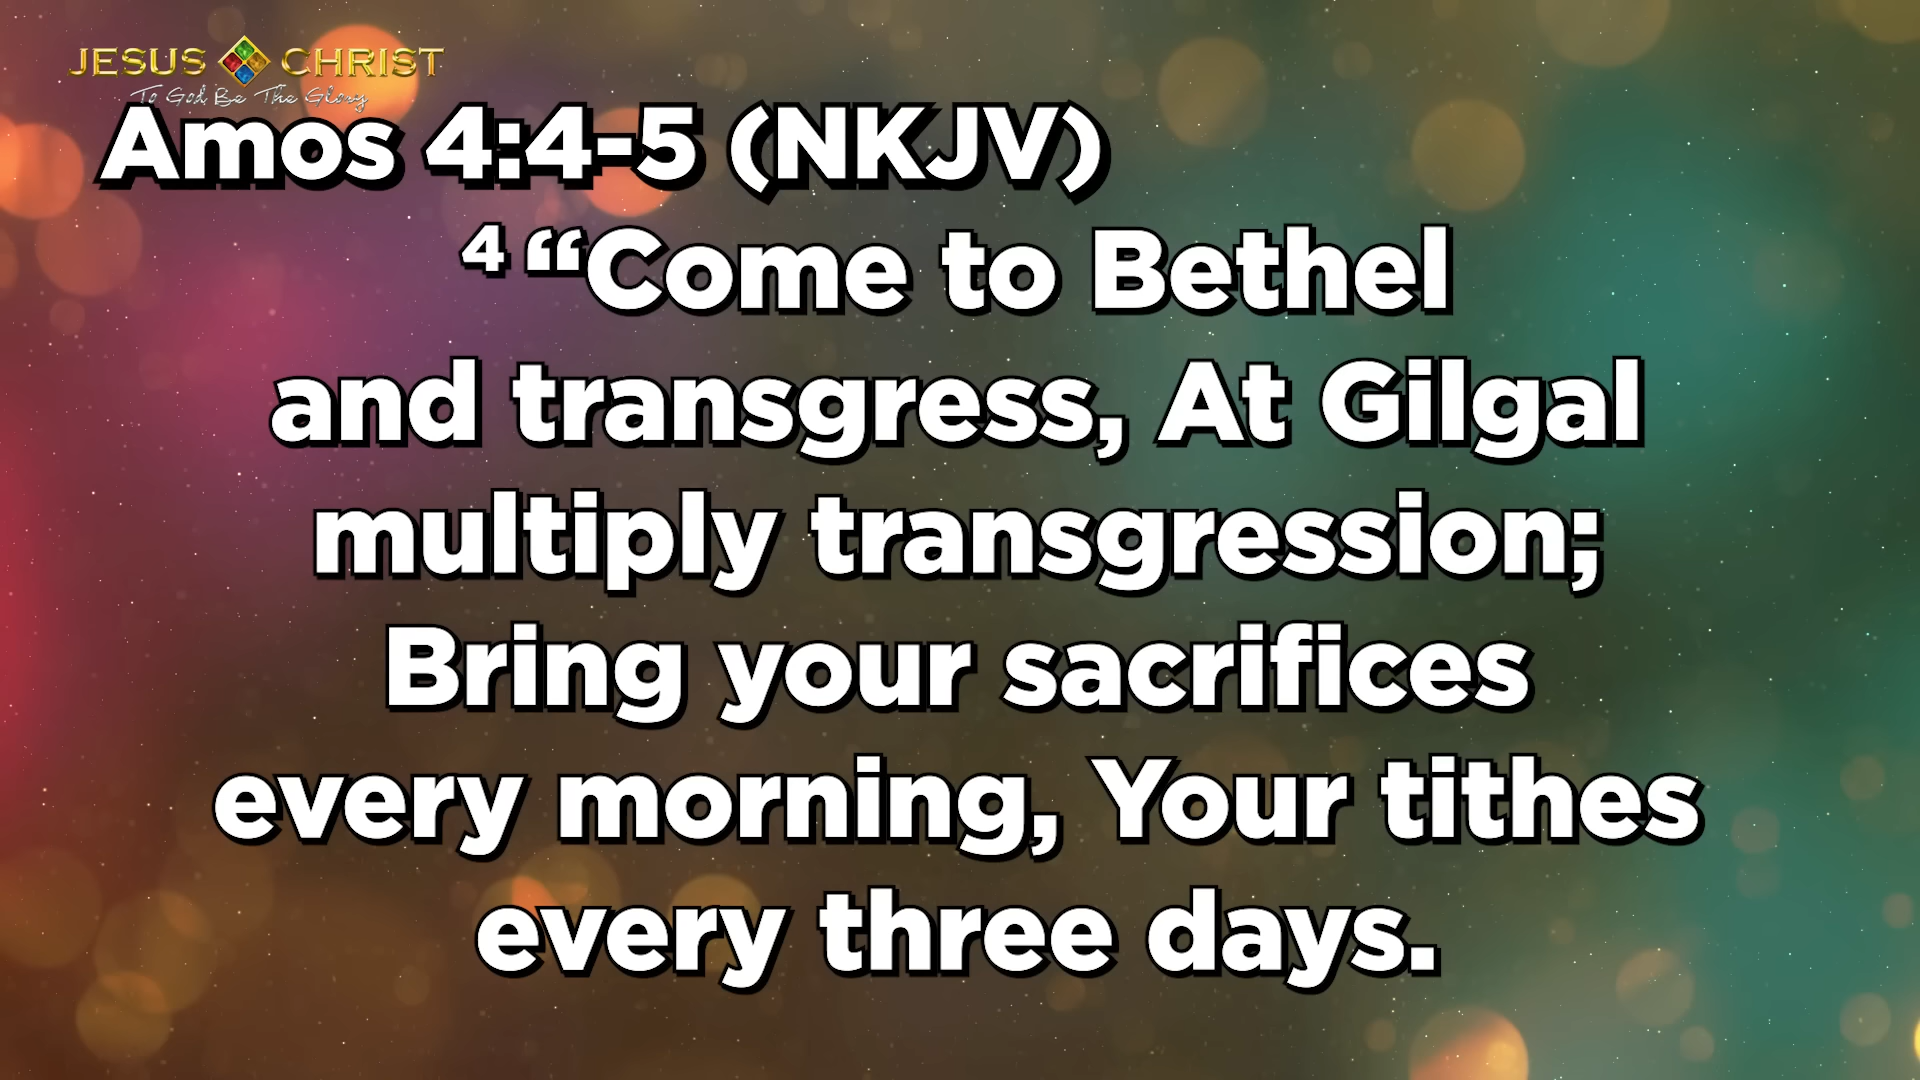 JESUS CHRIST
To God Be The Glory
Amos 4:4-5 (NKJV)
4 “Come to Bethel
and transgress, At Gilgal
multiply transgression;
Bring your sacrifices
every morning, Your tithes
every three days.